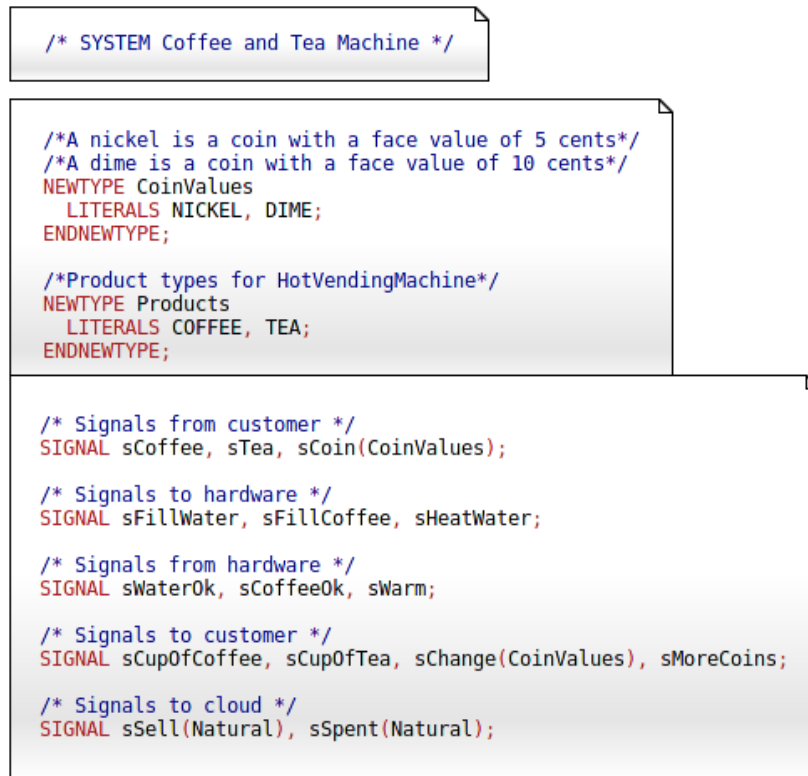 /* SYSTEM Coffee and Tea Machine */
/*A nickel is a coin with a face value of 5 cents*/
/*A dime is a coin with a face value of 10 cents*/
NEWTYPE CoinValues
LITERALS NICKEL, DIME;
ENDNEWTYPE;
/*Product types for HotVendingMachine*/
NEWTYPE Products
LITERALS COFFEE, TEA;
ENDNEWTYPE;
/* Signals from customer */
SIGNAL sCoffee, sTea, sCoin(CoinValues);
/* Signals to hardware */
SIGNAL sFillWater, sFillCoffee, sHeatWater;
/* Signals from hardware */
SIGNAL sWaterOk, sCoffeeOk, sWarm;
/* Signals to customer */
SIGNAL sCupOfCoffee, sCupOfTea, sChange(CoinValues), sMoreCoins;
/* Signals to cloud */
SIGNAL sSell(Natural), sSpent(Natural);